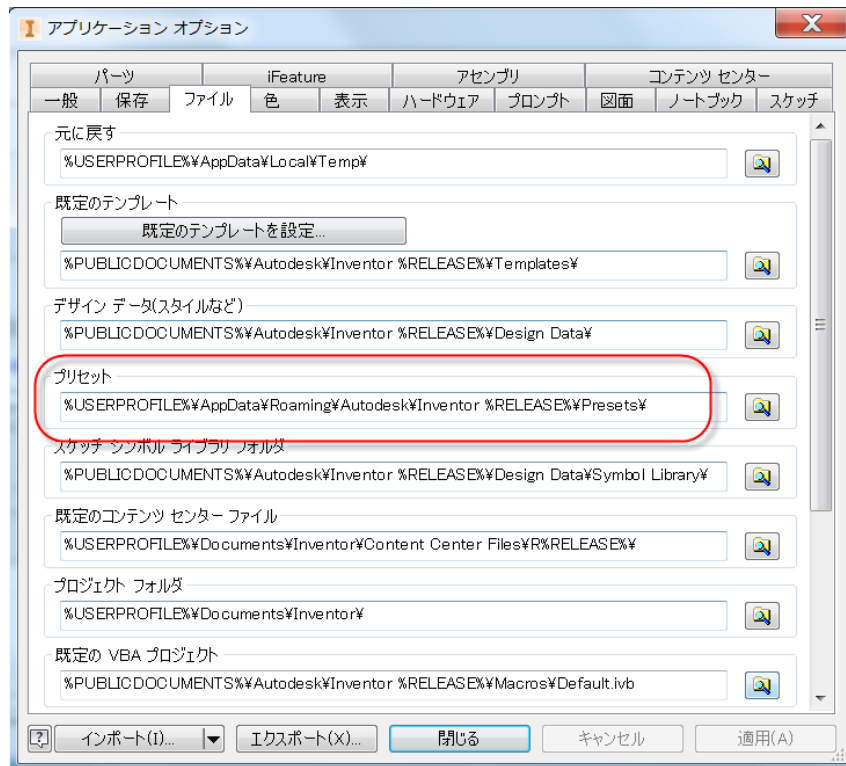 アプリケーション オプション
パーツ iFeature アセンブリ コンテンツ センター
一般 保存 ファイル 色 表示 ハードウェア プロンプト 図面 ノートブック スケッチ
元に戻す
%USERPROFILE%¥AppData¥Local¥Temp¥
既定のテンプレート
既定のテンプレートを設定...
%PUBLICDOCUMENTS%¥Autodesk¥Inventor %RELEASE%¥Templates¥
デザイン データ(スタイルなど)
%PUBLICDOCUMENTS%¥Autodesk¥Inventor %RELEASE%¥Design Data¥
プリセット
%USERPROFILE%¥AppData¥Roaming¥Autodesk¥Inventor %RELEASE%¥Presets¥
スケッチ シンボル ライブラリ フォルダ
%PUBLICDOCUMENTS%¥Autodesk¥Inventor %RELEASE%¥Design Data¥Symbol Library¥
既定のコンテンツ センター ファイル
%USERPROFILE%¥Documents¥Inventor¥Content Center Files¥R%RELEASE%¥
プロジェクト フォルダ
%USERPROFILE%¥Documents¥Inventor¥
既定の VBA プロジェクト
%PUBLICDOCUMENTS%¥Autodesk¥Inventor %RELEASE%¥Macros¥Default.ivb
? インポート(I)... エクスポート(X)... 閉じる キャンセル 適用(A)